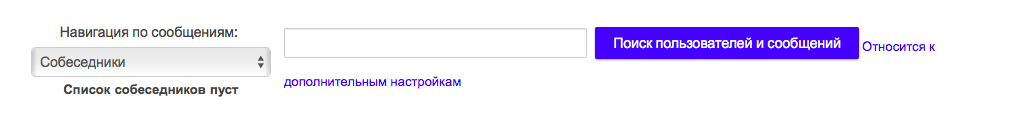 Навигация по сообщениям:
Собеседники
Список собеседников пуст
Поиск пользователей и сообщений
Относится к
дополнительным настройкам